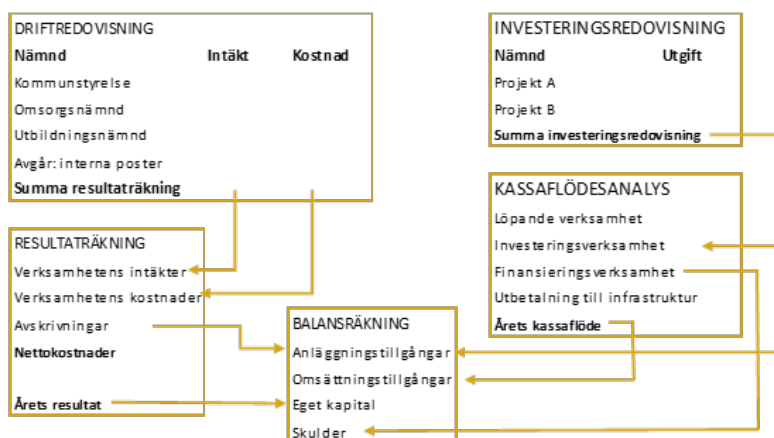 DRIFTREDOVISNING
Nämnd Intäkt Kostnad
Kommunstyrelse
Omsorgsnämnd
Utbildningsnämnd
Avgår: interna poster
Summa resultaträkning
INVESTERINGSREDOVISNING
Nämnd Utgift
Projekt A
Projekt B
Summa investeringsredovisning
KASSAFLÖDESANALYS
Löpande verksamhet
Investeringsverksamhet
Finansieringsverksamhet
Utbetalning till infrastruktur
Årets kassaflöde
RESULTATRÄKNING
Verksamhetens intäkter
Verksamhetens kostnader
Avskrivningar
Nettokostnader
Årets resultat
BALANSRÄKNING
Anläggningstillgångar
Omsättningstillgångar
Eget kapital
Skulder